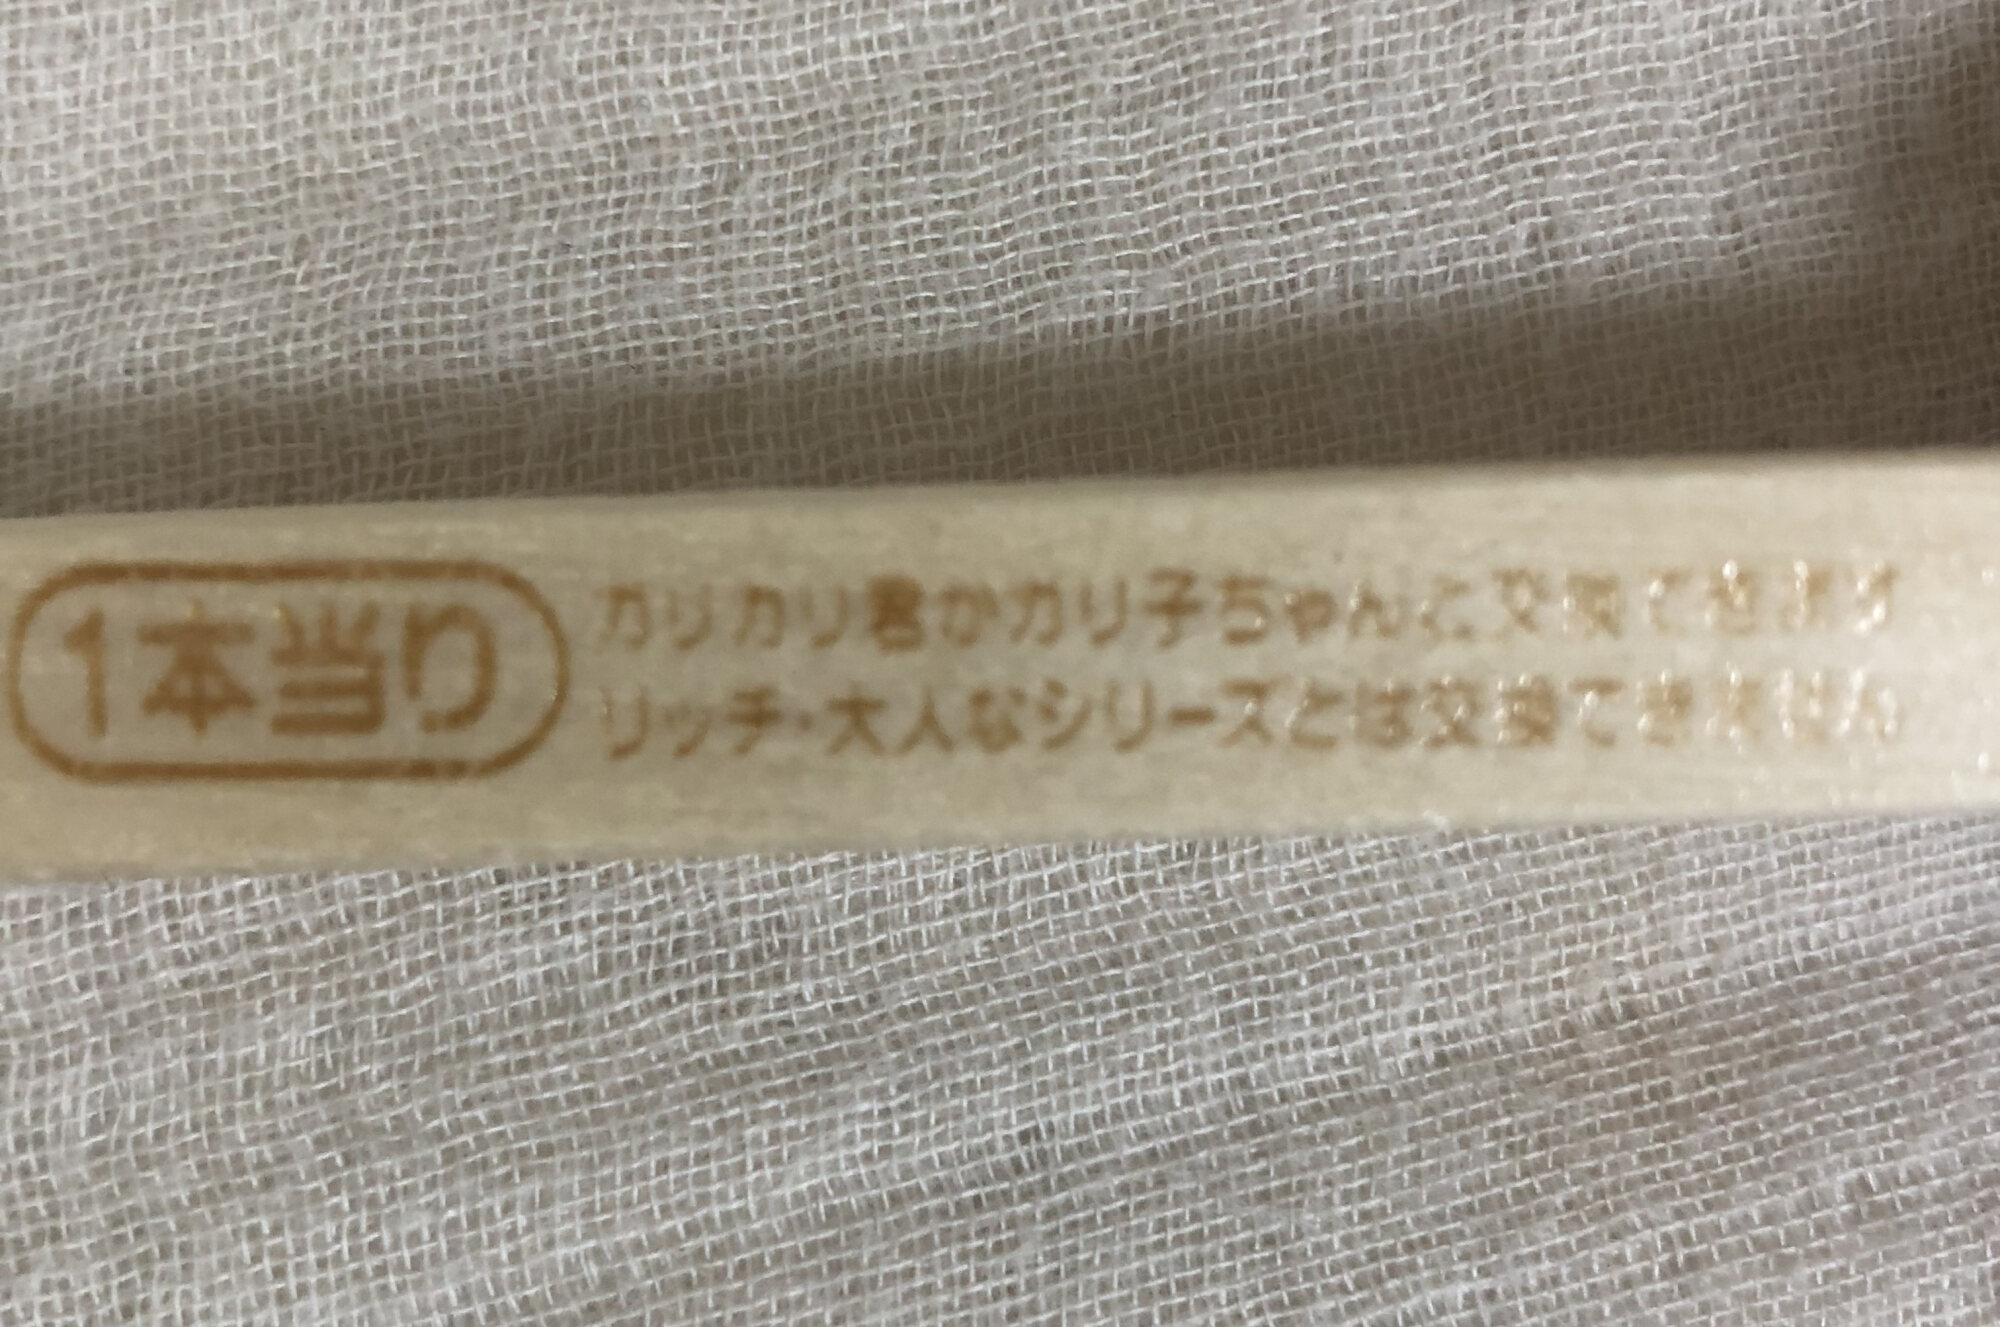 1本当り
ガリガリ君かガリ子ちゃんと交換できます
リッチ・大人なシリーズとは交換できません